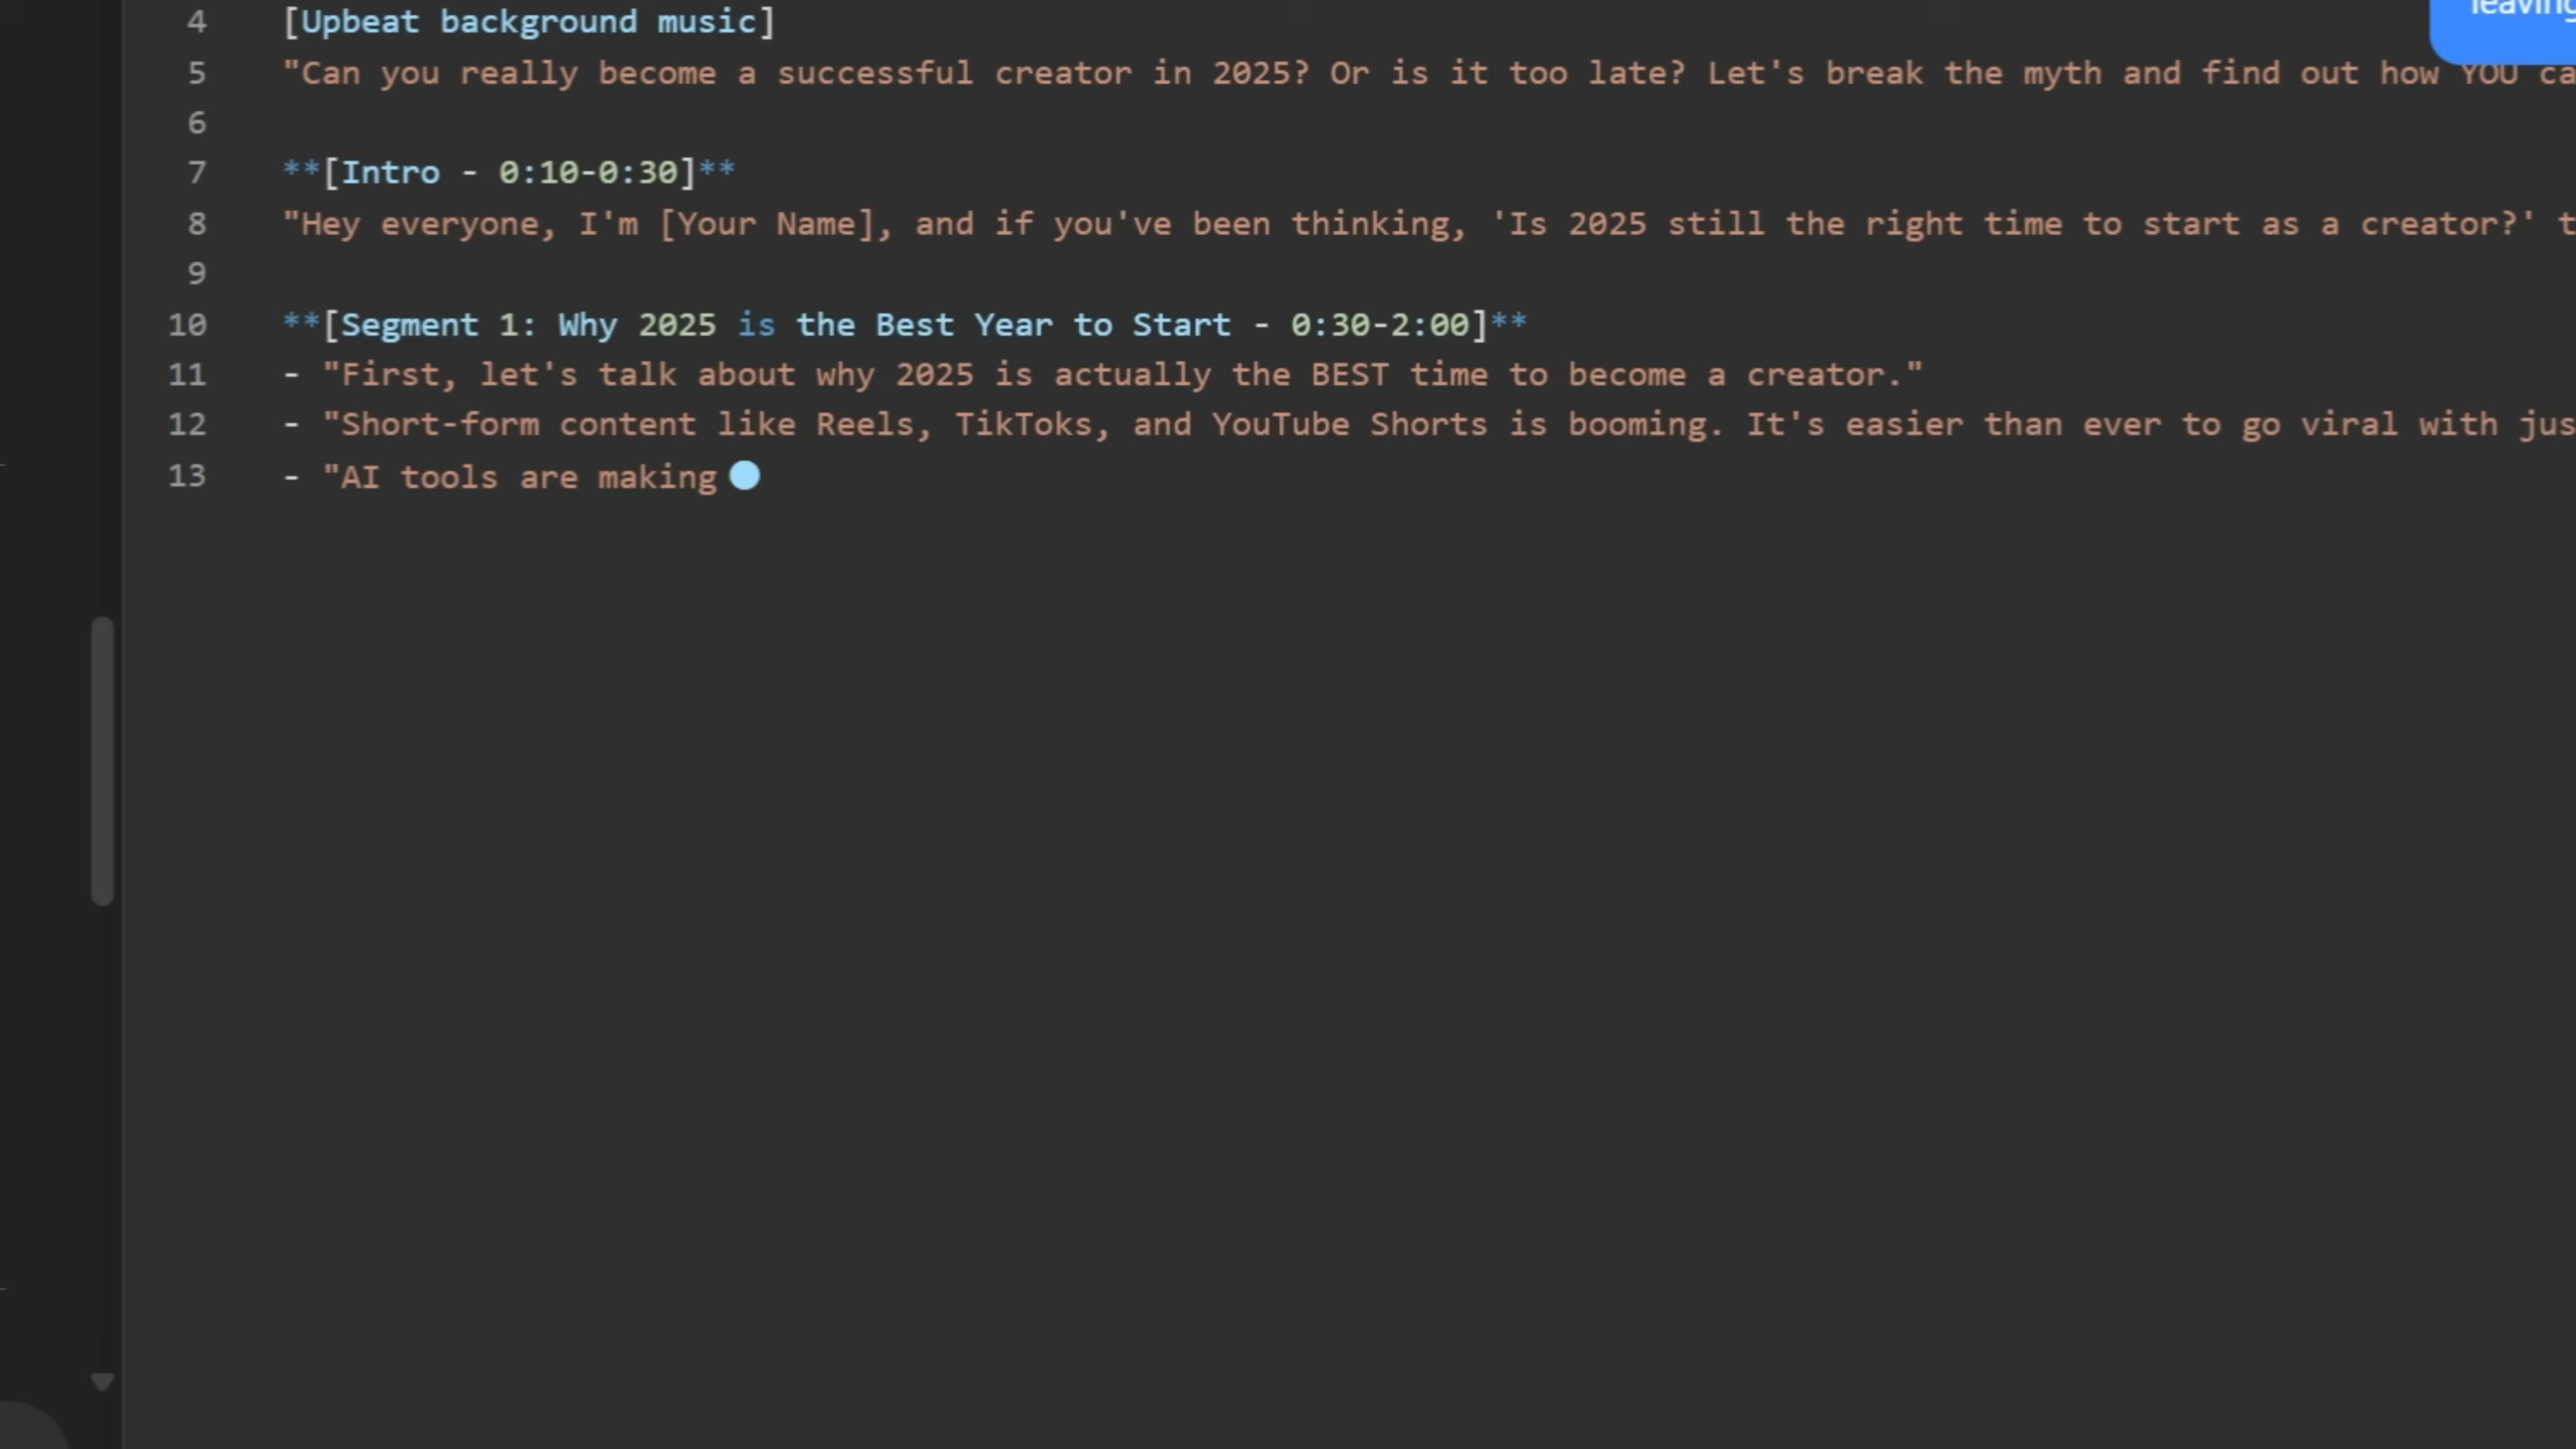 leaving
4 [Upbeat background music]
5 "Can you really become a successful creator in 2025? Or is it too late? Let's break the myth and find out how YOU ca
6
7 **[Intro - 0:10-0:30]**
8 "Hey everyone, I'm [Your Name], and if you've been thinking, 'Is 2025 still the right time to start as a creator?' t
9
10 **[Segment 1: Why 2025 is the Best Year to Start - 0:30-2:00]**
11 - "First, let's talk about why 2025 is actually the BEST time to become a creator."
12 - "Short-form content like Reels, TikToks, and YouTube Shorts is booming. It's easier than ever to go viral with jus
13 - "AI tools are making